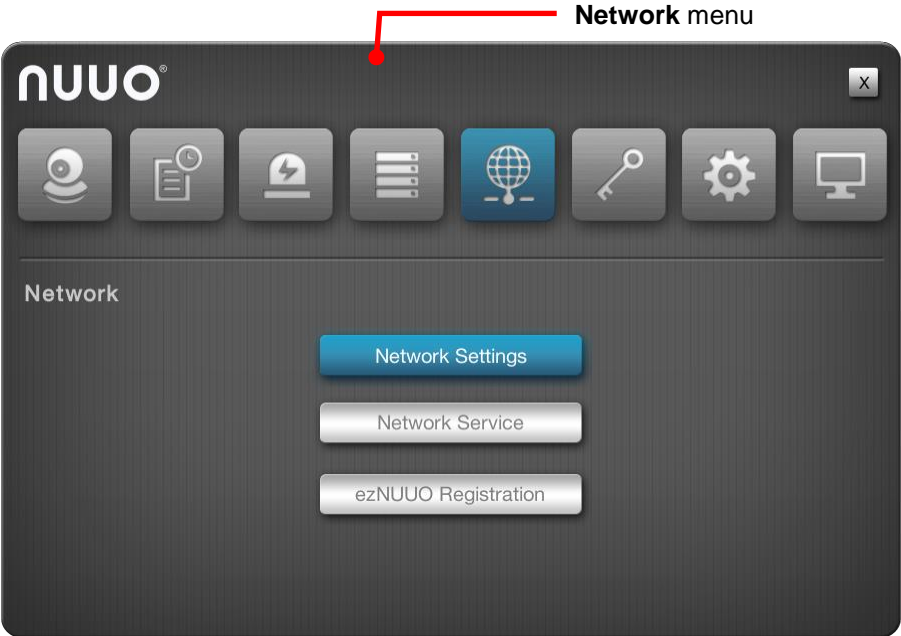 Network menu
nuuo®
X
Network
Network Settings
Network Service
ezNUUO Registration